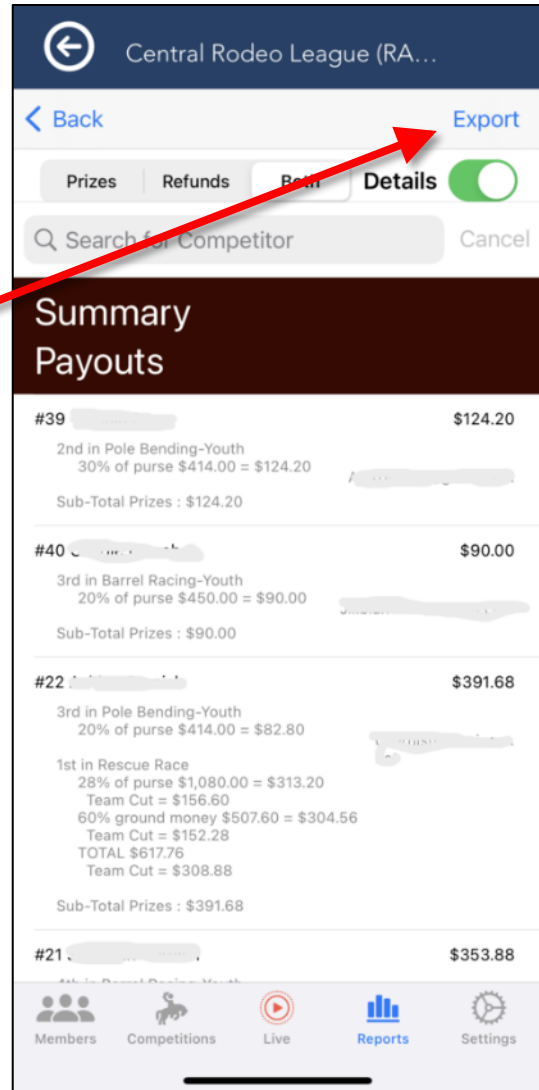 Central Rodeo League (RA...
Back
Export
Prizes
Refunds
Both
Details
Search for Competitor
Cancel
Summary
Payouts
#39
$124.20
2nd in Pole Bending-Youth
30% of purse $414.00 = $124.20
Sub-Total Prizes : $124.20
#40
$90.00
3rd in Barrel Racing-Youth
20% of purse $450.00 = $90.00
Sub-Total Prizes : $90.00
#22
$391.68
3rd in Pole Bending-Youth
20% of purse $414.00 = $82.80
1st in Rescue Race
28% of purse $1,080.00 = $313.20
Team Cut = $156.60
60% ground money $507.60 = $304.56
Team Cut = $152.28
TOTAL $617.76
Team Cut = $308.88
Sub-Total Prizes : $391.68
#21
$353.88
4th in Barrel Racing-Youth
Members
Competitions
Live
Reports
Settings